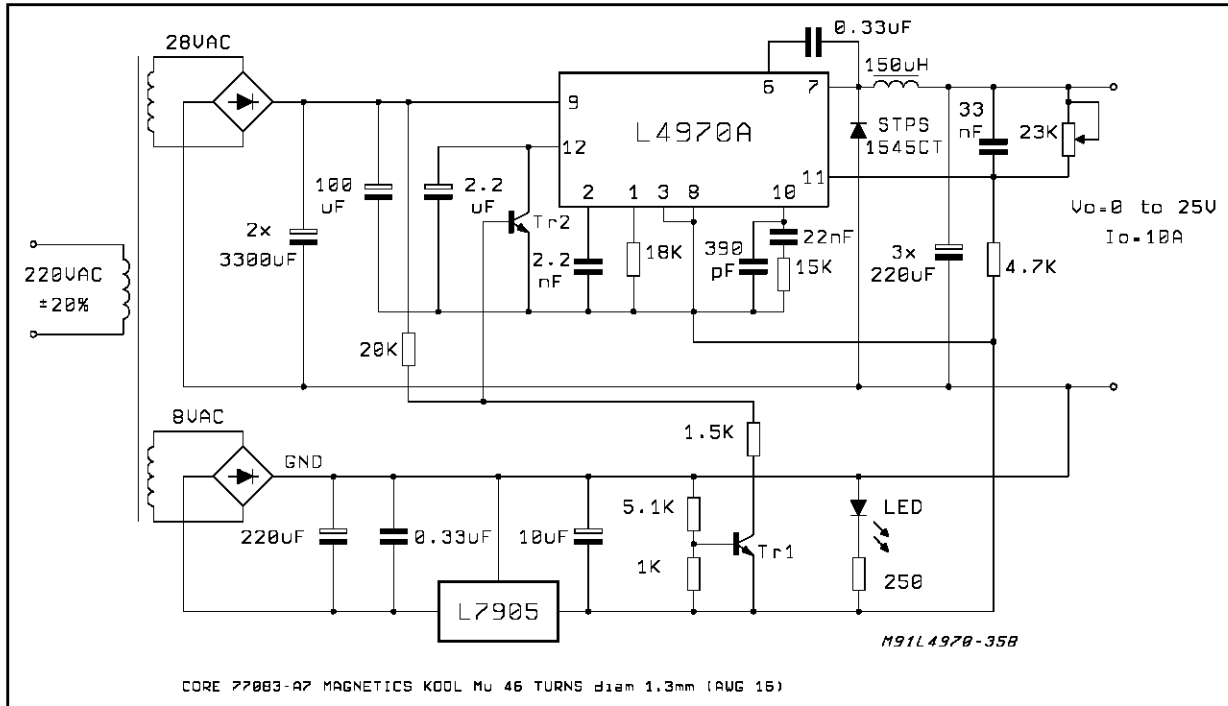 28VAC
0.33uF
150uH
9
6
7
L4970A
STPS
1545CT
33
nF
23K
12
11
100
uF
2.2
uF
Tr2
2
1
3
8
10
2x
3300uF
2.2
nF
18K
390
pF
22nF
15K
3x
220uF
4.7K
Vo=0 to 25V
Io=10A
220VAC
±20%
20K
8VAC
GND
1.5K
220uF
0.33uF
10uF
5.1K
1K
Tr1
LED
250
L7905
M91L4970-35B
CORE 77083-A7 MAGNETICS KOOL Mu 46 TURNS diam 1.3mm (AWG 16)